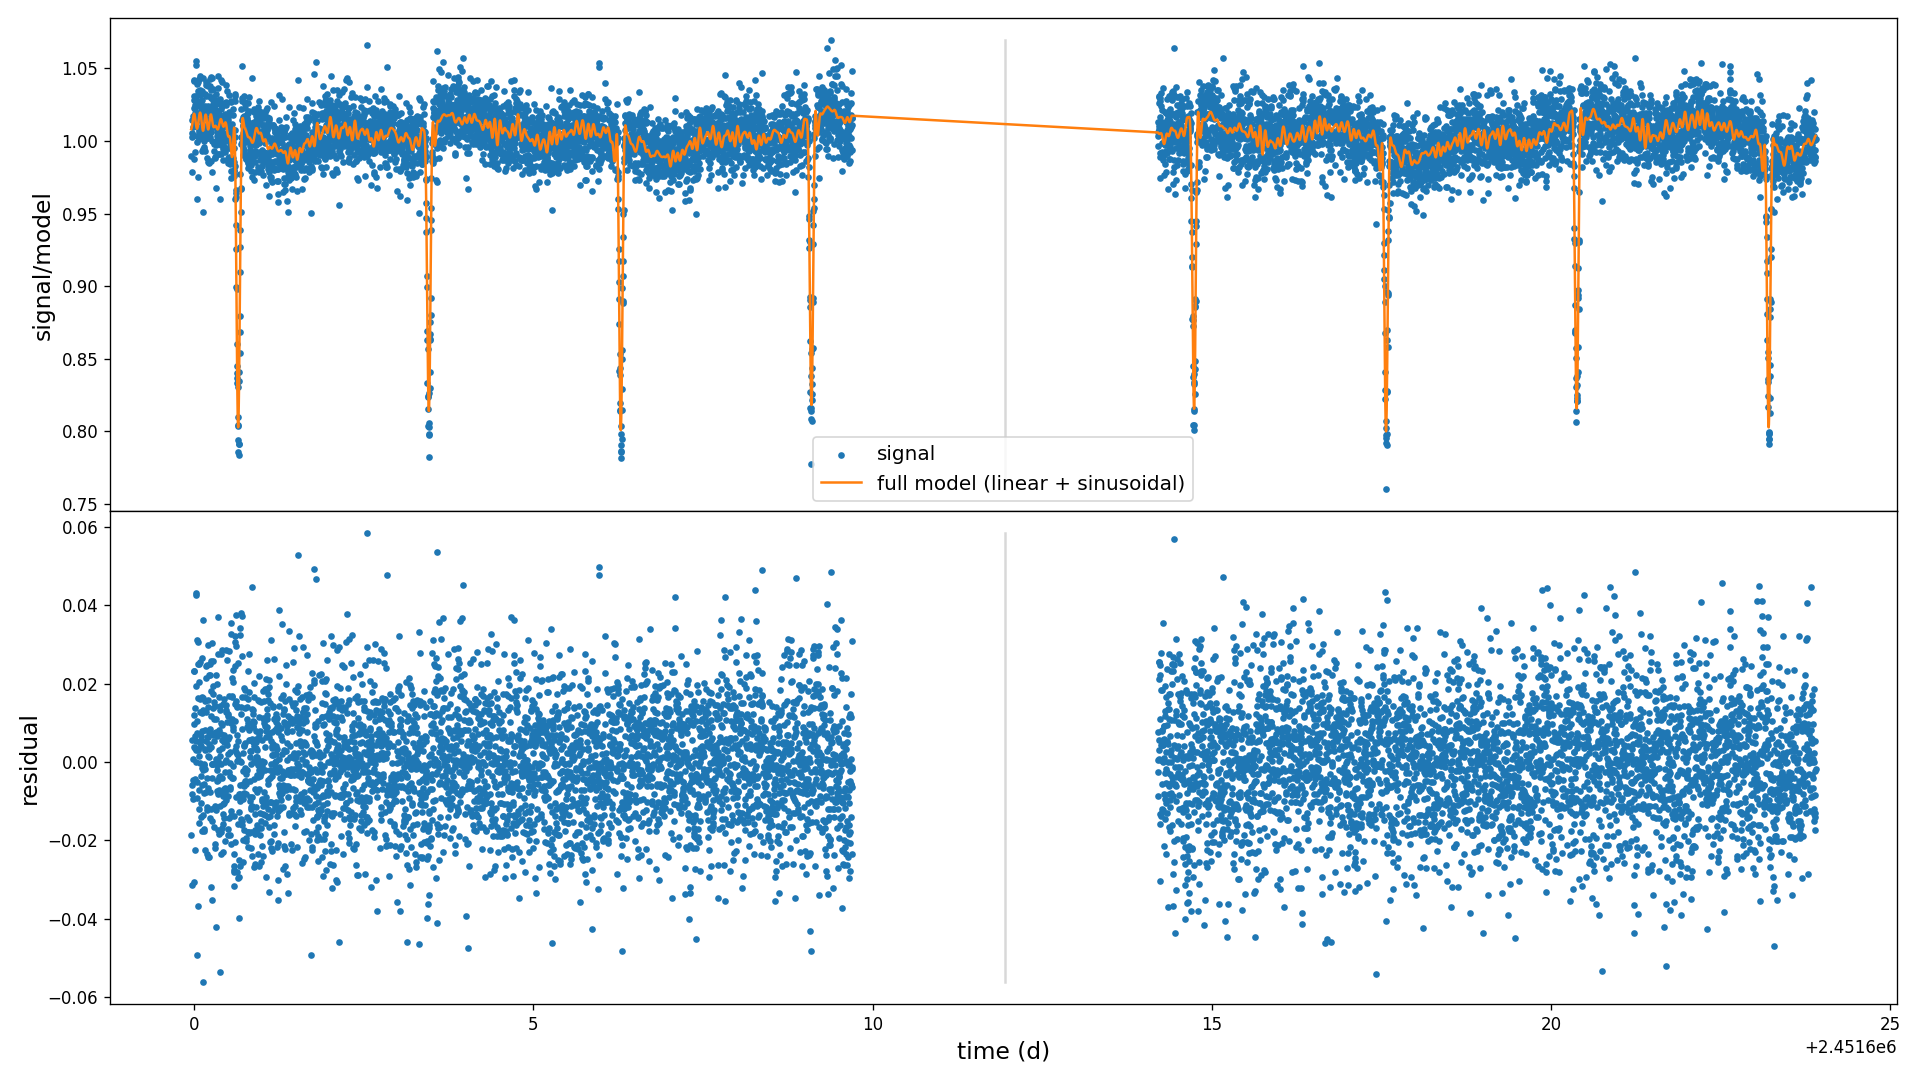 signal/model
1.05
1.00
0.95
0.90
0.85
0.80
0.75
signal
full model (linear + sinusoidal)
residual
0.06
0.04
0.02
0.00
−0.02
−0.04
−0.06
0 5 10 15 20 25
time (d)
+2.4516e6